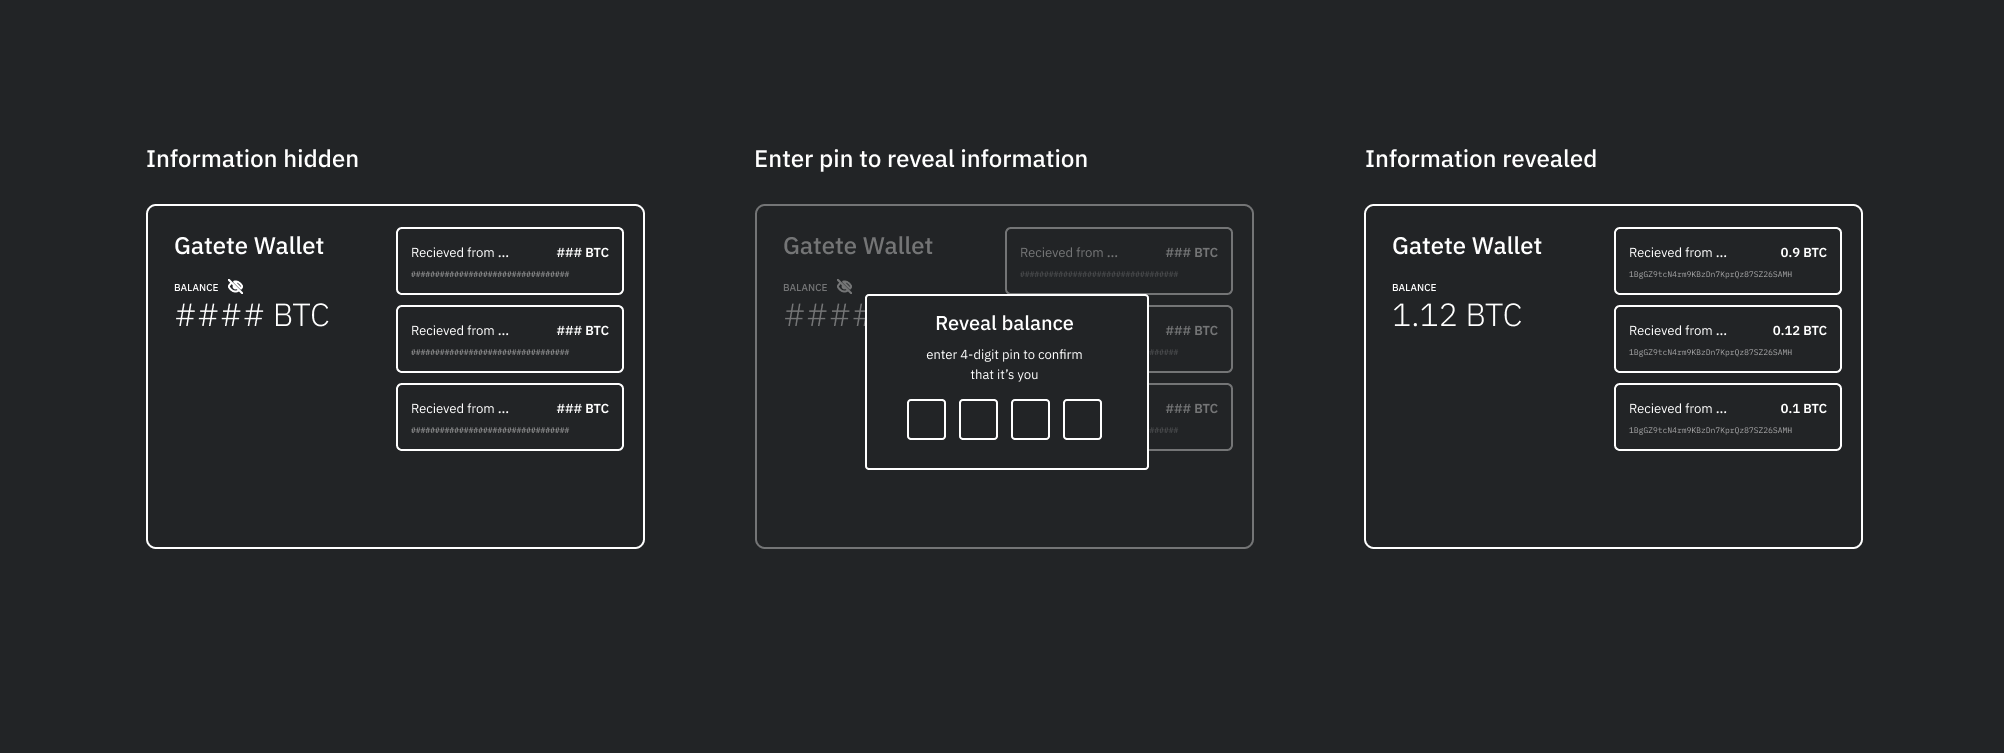 Information hidden
Gatete Wallet
BALANCE
#### BTC
Recieved from ... ### BTC
#################################
Recieved from ... ### BTC
#################################
Recieved from ... ### BTC
#################################
Enter pin to reveal information
Gatete Wallet
BALANCE
####
Recieved from ... ### BTC
#################################
### BTC
######
### BTC
######
Reveal balance
enter 4-digit pin to confirm
that it’s you
Information revealed
Gatete Wallet
BALANCE
1.12 BTC
Recieved from ... 0.9 BTC
1BgGZ9tcN4rm9KBzDn7KprQz87SZ26SAMH
Recieved from ... 0.12 BTC
1BgGZ9tcN4rm9KBzDn7KprQz87SZ26SAMH
Recieved from ... 0.1 BTC
1BgGZ9tcN4rm9KBzDn7KprQz87SZ26SAMH